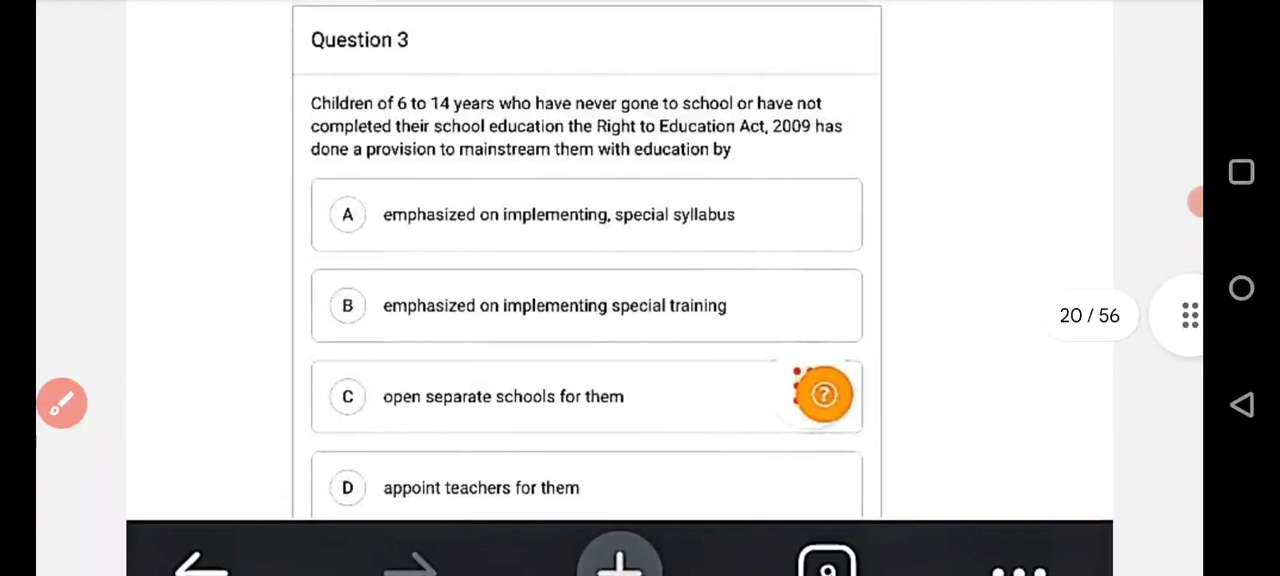 Question 3
Children of 6 to 14 years who have never gone to school or have not
completed their school education the Right to Education Act, 2009 has
done a provision to mainstream them with education by
A emphasized on implementing, special syllabus
B emphasized on implementing special training
C open separate schools for them
?
D appoint teachers for them
20 / 56